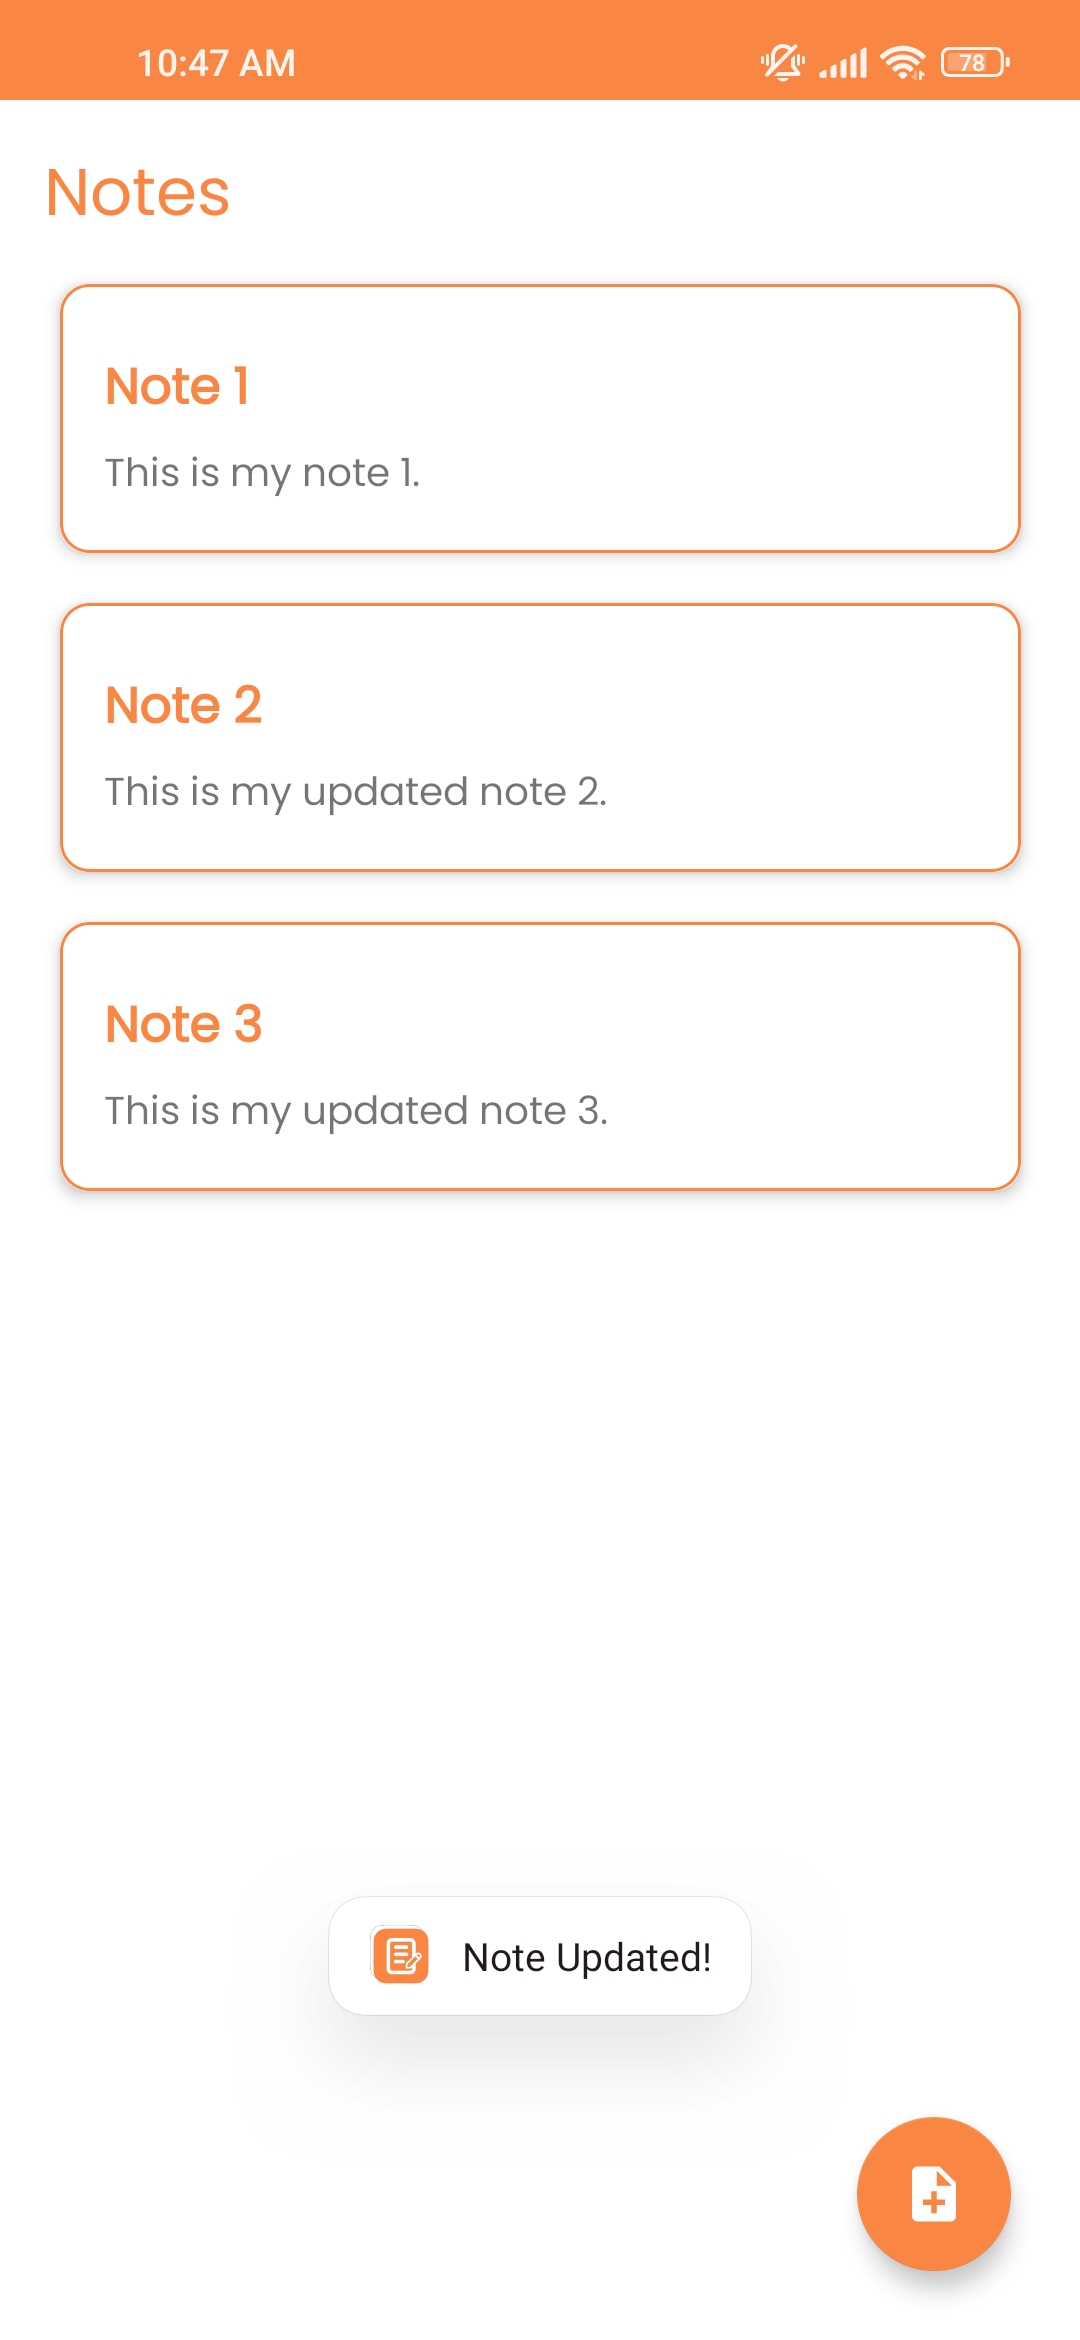 10:47 AM
78
Notes
Note 1
This is my note 1.
Note 2
This is my updated note 2.
Note 3
This is my updated note 3.
Note Updated!